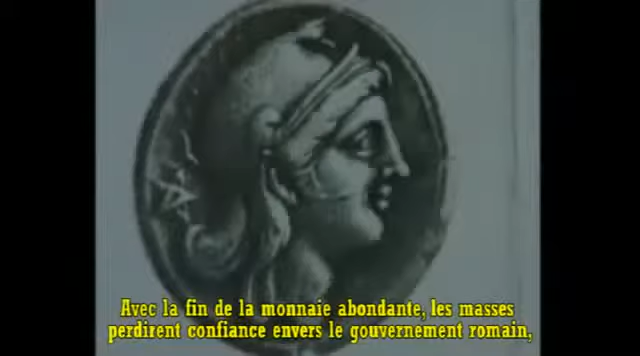 Avec la fin de la monnaie abondante, les masses
perdirent confiance envers le gouvernement romain,